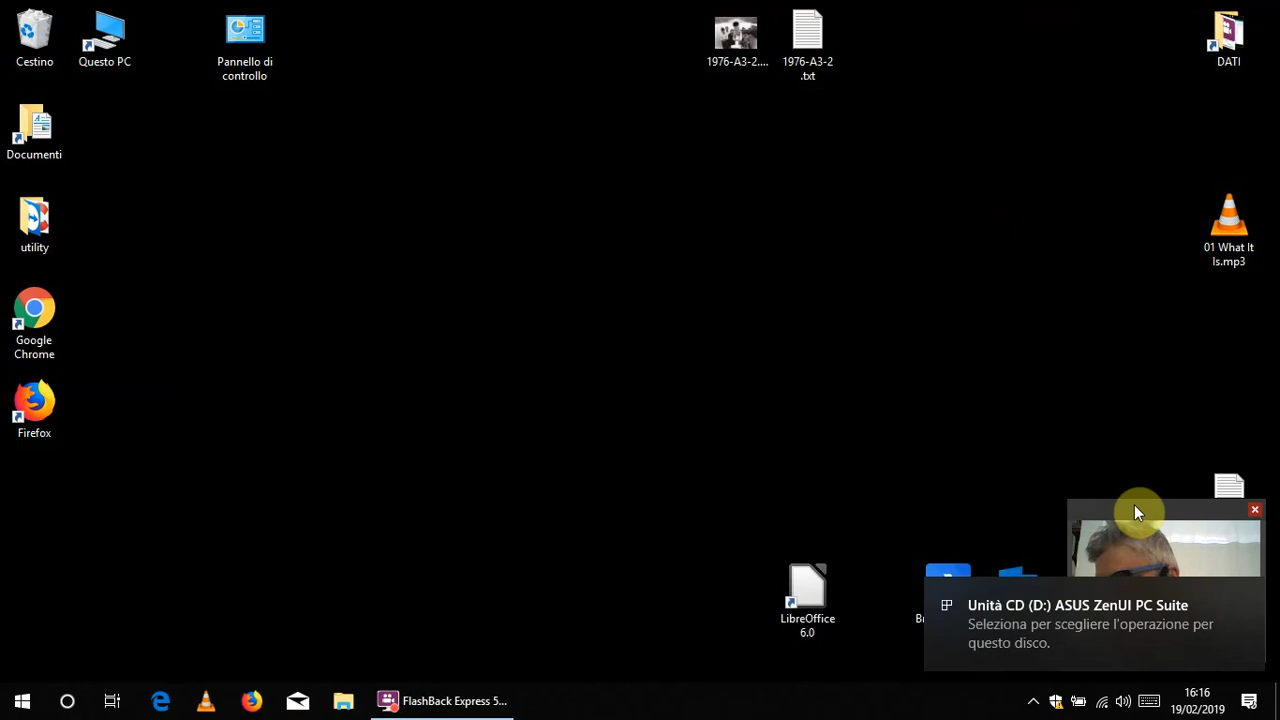 Cestino
Questo PC
Pannello di
controllo
1976-A3-2....
1976-A3-2
.txt
DATI
Documenti
utility
01 What It
Is.mp3
Google
Chrome
Firefox
LibreOffice
6.0
Unità CD (D:) ASUS ZenUI PC Suite
Seleziona per scegliere l'operazione per
questo disco.
FlashBack Express 5...
16:16
19/02/2019